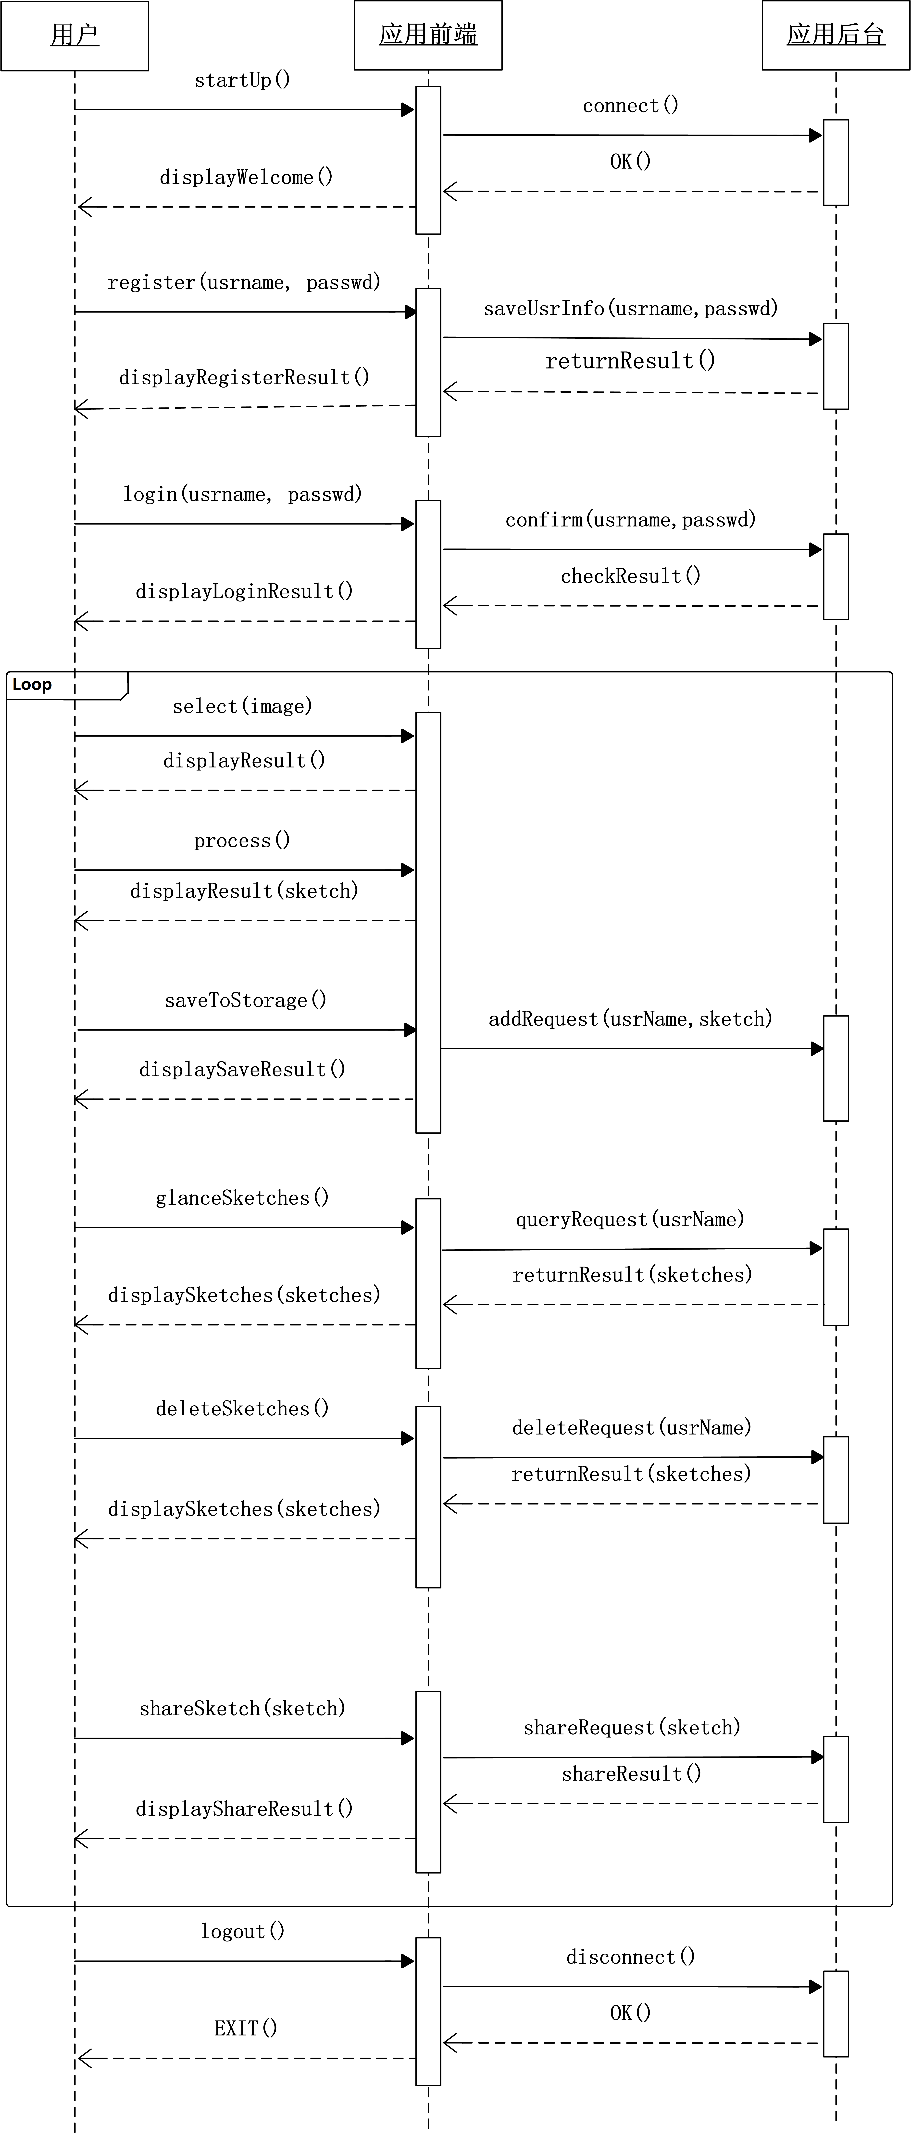 用户
应用前端
应用后台
startUp()
connect()
OK()
displayWelcome()
register(usrname, passwd)
saveUsrInfo(usrname,passwd)
returnResult()
displayRegisterResult()
login(usrname, passwd)
confirm(usrname,passwd)
checkResult()
displayLoginResult()
Loop
select(image)
displayResult()
process()
displayResult(sketch)
saveToStorage()
addRequest(usrName,sketch)
displaySaveResult()
glanceSketches()
queryRequest(usrName)
returnResult(sketches)
displaySketches(sketches)
deleteSketches()
deleteRequest(usrName)
returnResult(sketches)
displaySketches(sketches)
shareSketch(sketch)
shareRequest(sketch)
shareResult()
displayShareResult()
logout()
disconnect()
OK()
EXIT()